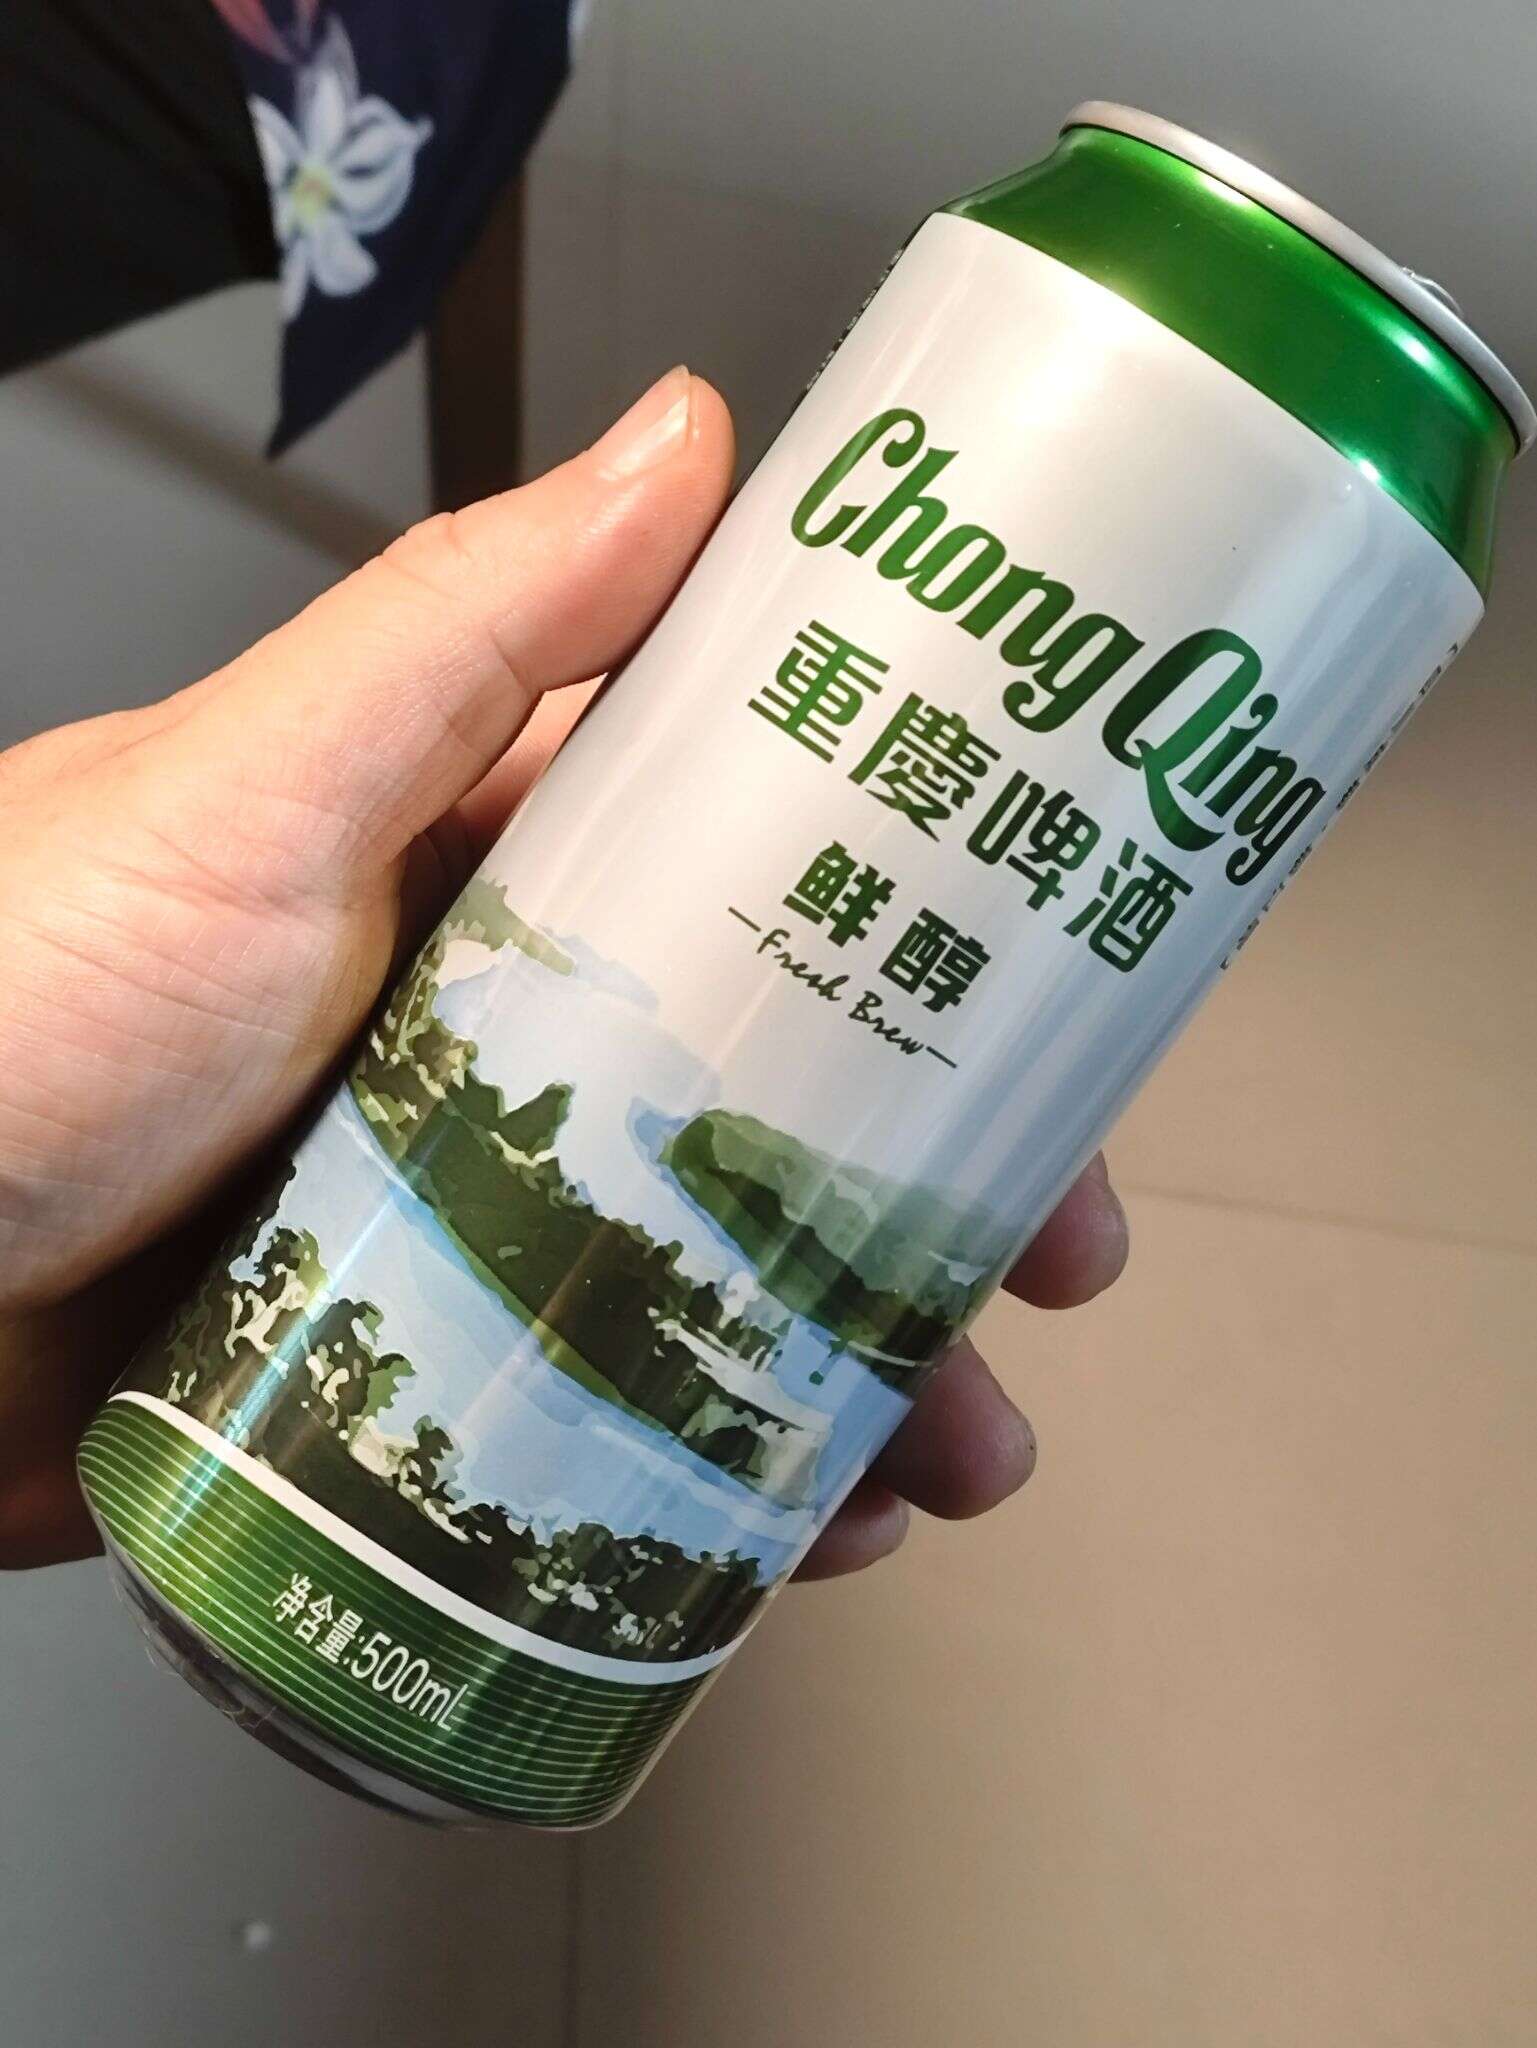 ChongQing
重慶啤酒
鮮醇
Fresh Brew
净含量:500mL